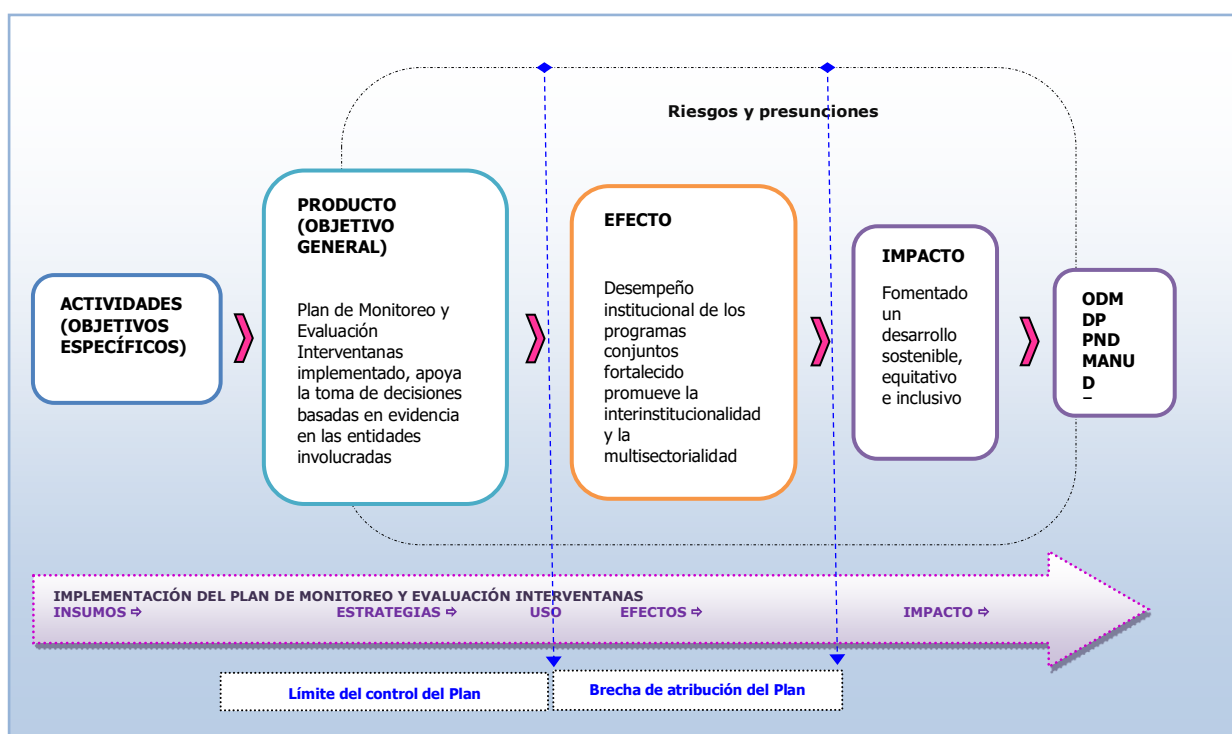 Riesgos y presunciones
ACTIVIDADES
(OBJETIVOS
ESPECÍFICOS)
PRODUCTO
(OBJETIVO
GENERAL)
Plan de Monitoreo y
Evaluación
Interventanas
implementado, apoya
la toma de decisiones
basadas en evidencia
en las entidades
involucradas
EFECTO
Desempeño
institucional de los
programas
conjuntos
fortalecido
promueve la
interinstitucionalidad
y la
multisectorialidad
IMPACTO
Fomentado
un
desarrollo
sostenible,
equitativo
e inclusivo
ODM
DP
PND
MANU
D
IMPLEMENTACIÓN DEL PLAN DE MONITOREO Y EVALUACIÓN INTERVENTANAS
INSUMOS ⇨ ESTRATEGIAS ⇨ USO EFECTOS ⇨ IMPACTO ⇨
Límite del control del Plan
Brecha de atribución del Plan